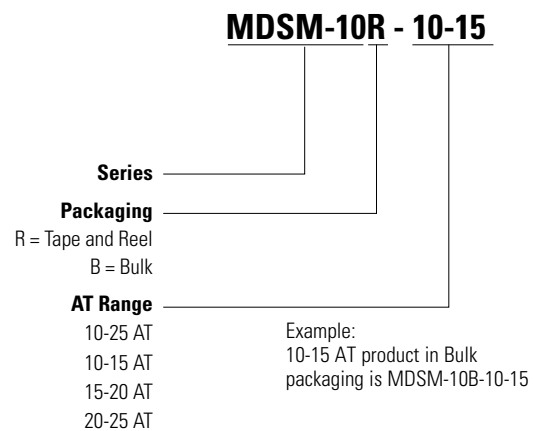 MDSM-10R - 10-15
Series
Packaging
R = Tape and Reel
B = Bulk
AT Range
10-25 AT
10-15 AT
15-20 AT
20-25 AT
Example:
10-15 AT product in Bulk
packaging is MDSM-10B-10-15